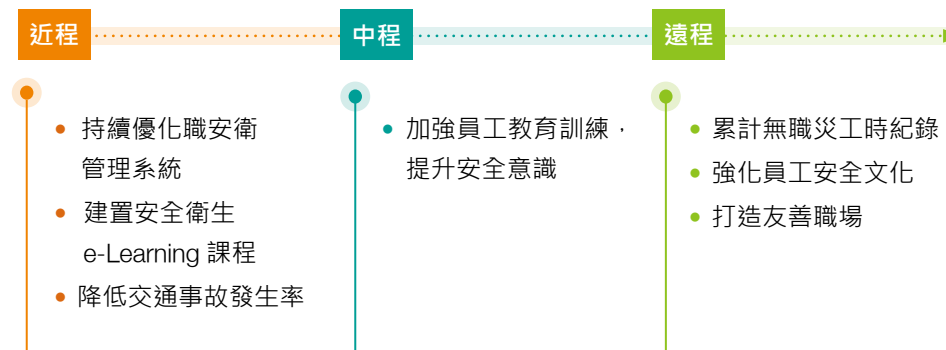 近程
中程
遠程
• 持續優化職安衛
管理系統
• 建置安全衛生
e-Learning 課程
• 降低交通事故發生率
• 加強員工教育訓練，
提升安全意識
• 累計無職災工時紀錄
• 強化員工安全文化
• 打造友善職場